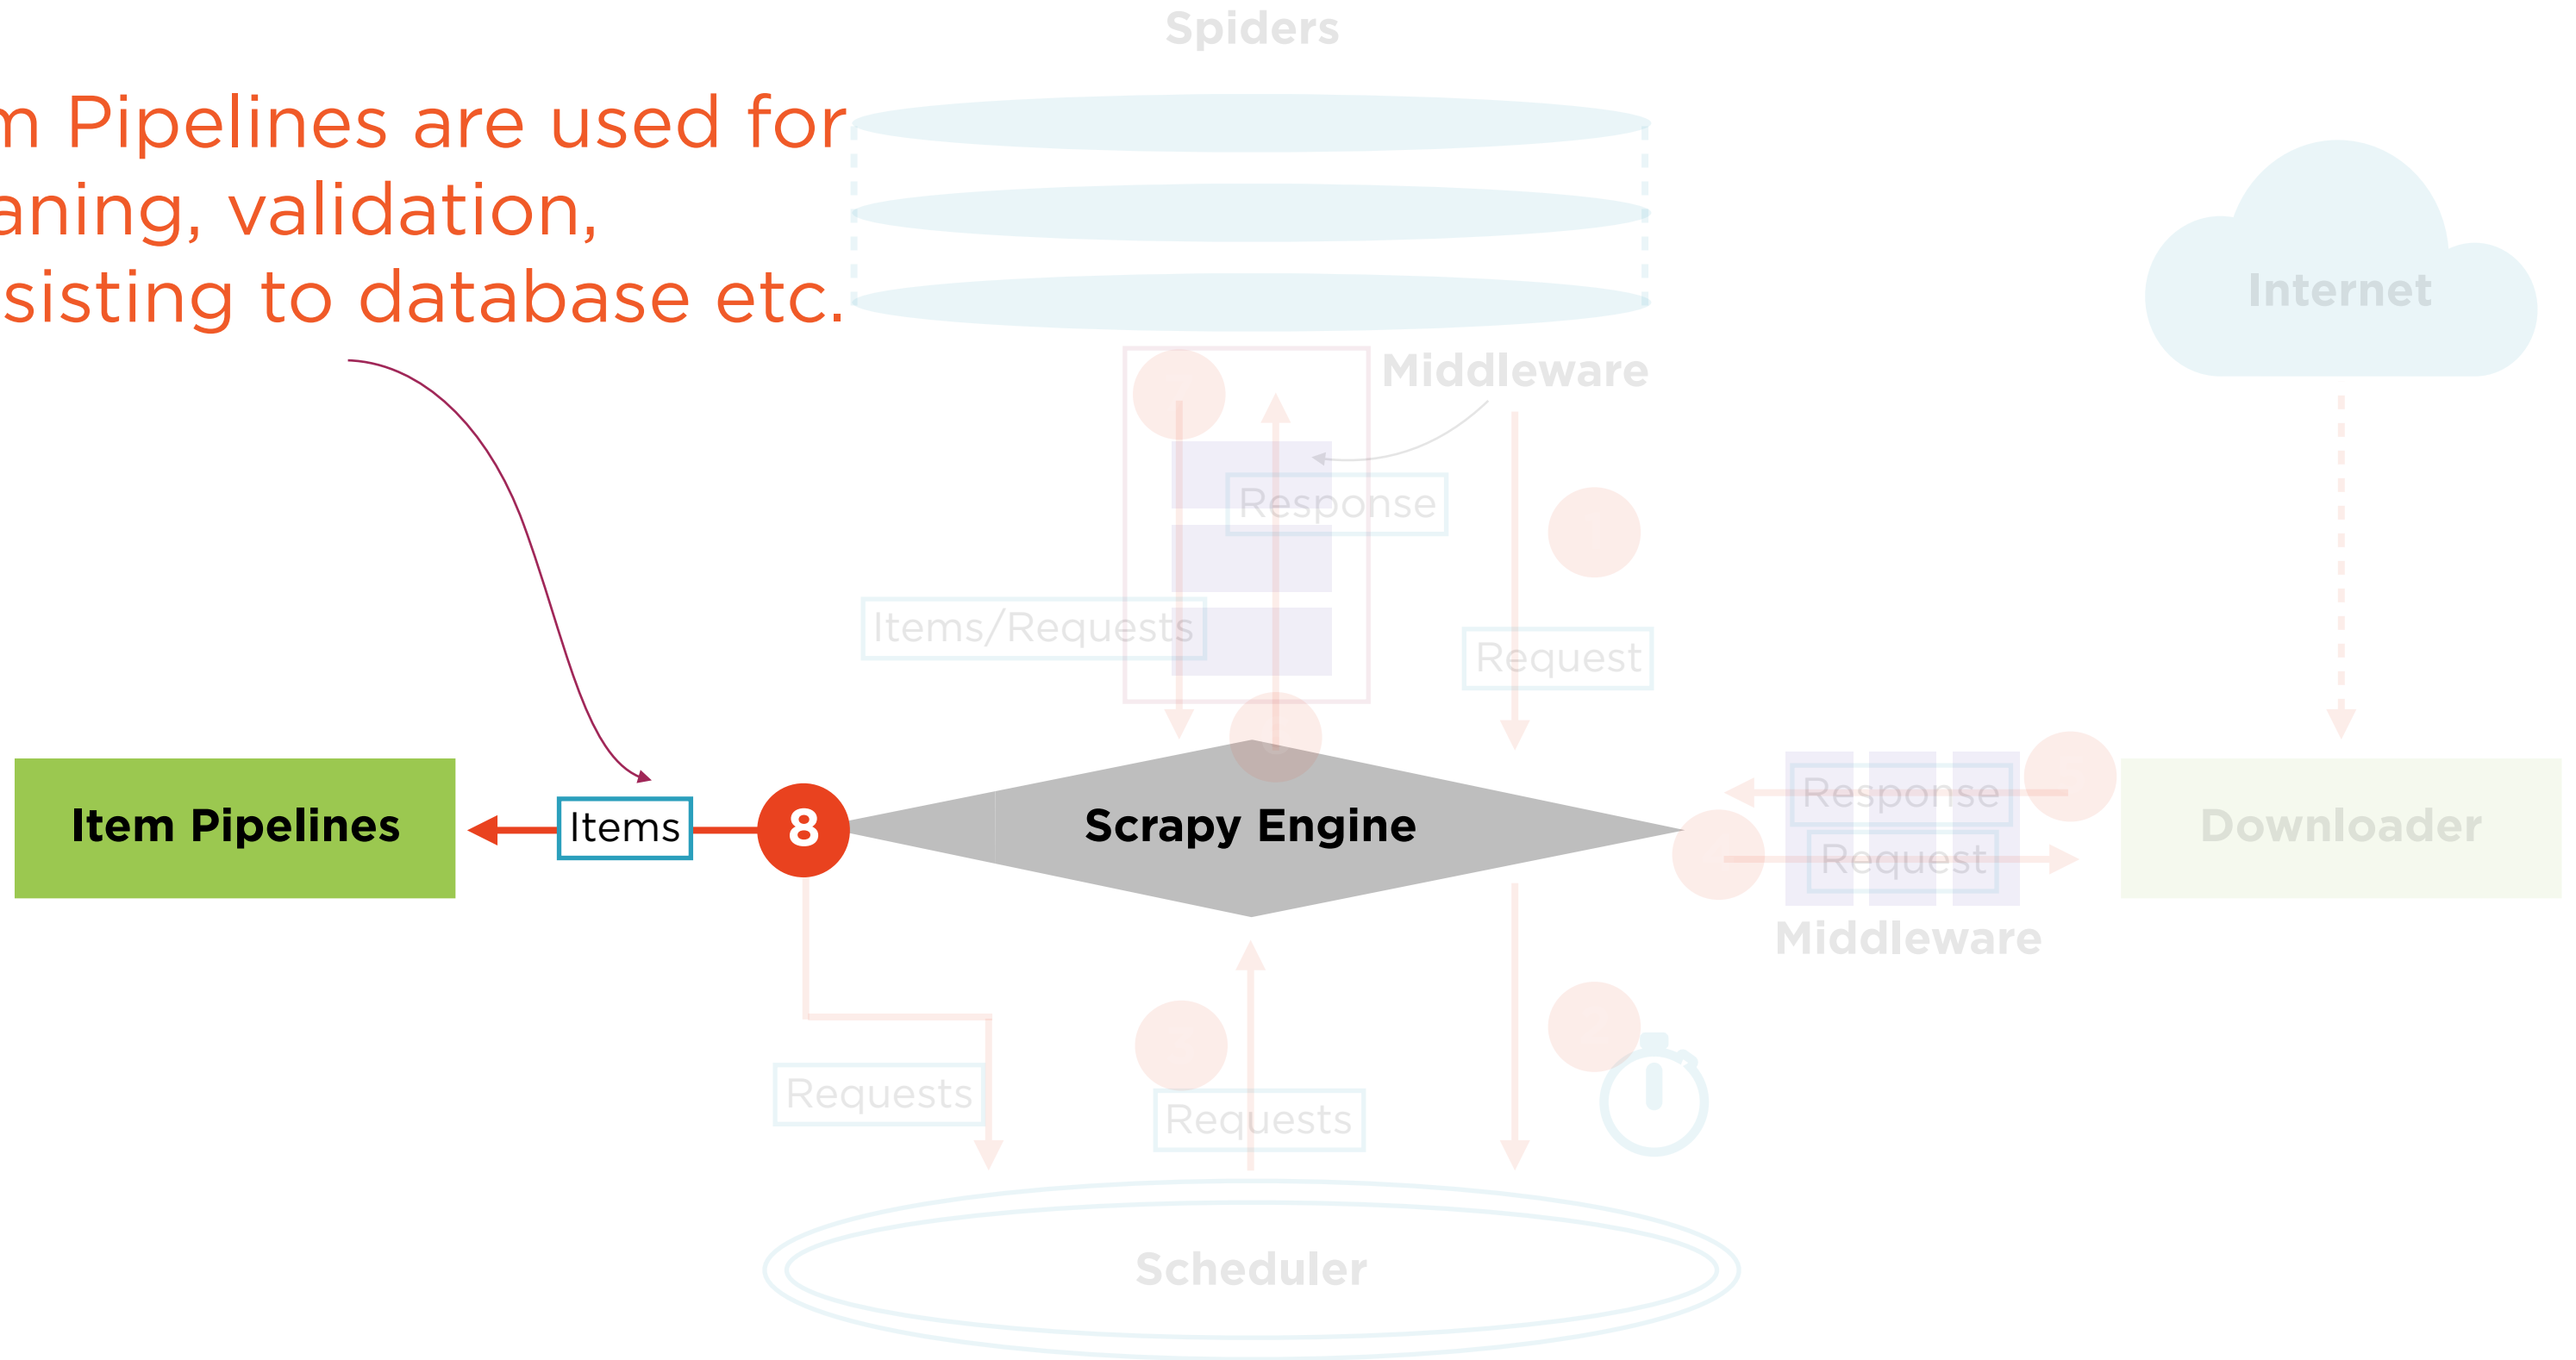 Spiders
m Pipelines are used for
aning, validation,
sisting to database etc.
Internet
Middleware
Response
Items/Requests
Request
Item Pipelines
Items
8
Scrapy Engine
Response
Request
Downloader
Middleware
Requests
Requests
Scheduler